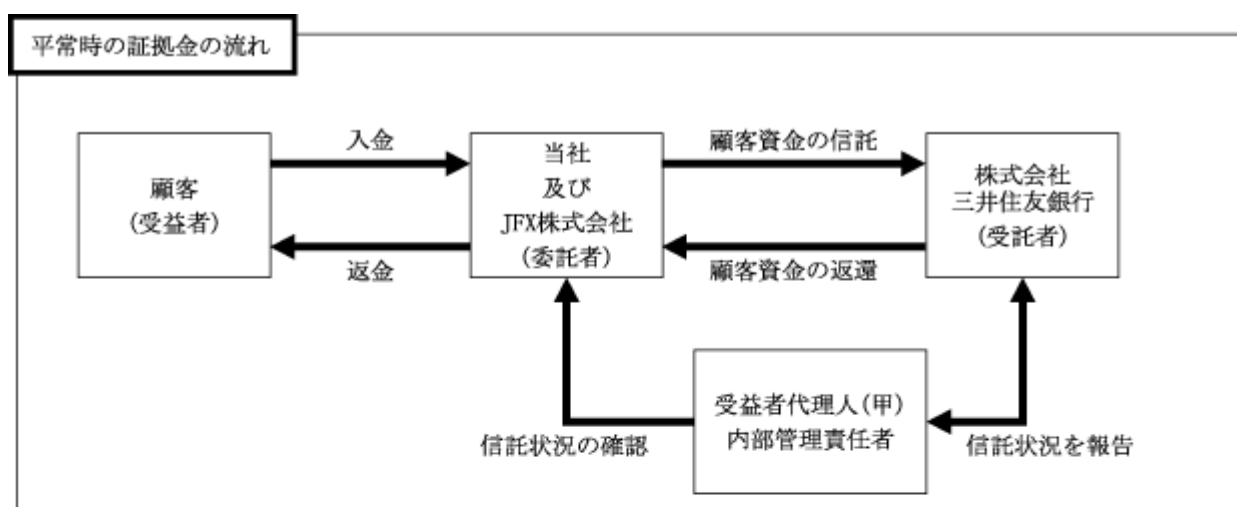 平常時の証拠金の流れ
入金
顧客資金の信託
顧客
(受益者)
当社
及び
JFX株式会社
(委託者)
株式会社
三井住友銀行
(受託者)
返金
顧客資金の返還
受益者代理人(甲)
内部管理責任者
信託状況の確認
信託状況を報告